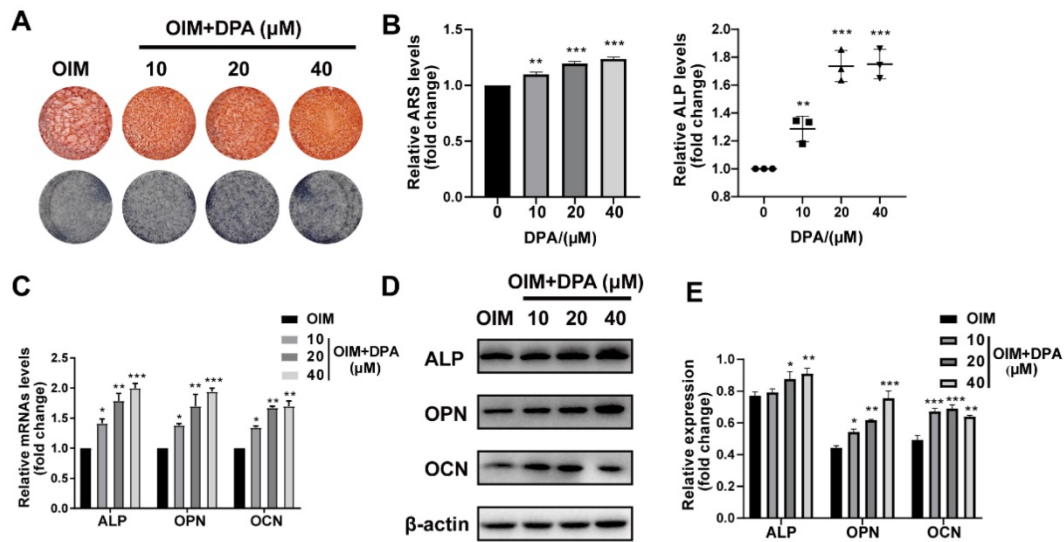 A
OIM+DPA (μM)
OIM 10 20 40
B
Relative ARS levels
(fold change)
1.5
1.0
0.5
0.0
** *** ***
0 10 20 40
DPA/(μM)
Relative ALP levels
(fold change)
2.0
1.8
1.6
1.4
1.2
1.0
0.8
** *** ***
0 10 20 40
DPA/(μM)
C
OIM
10
20
40
OIM+DPA
(μM)
Relative mRNAs levels
(fold change)
2.5
2.0
1.5
1.0
0.5
0.0
* ** *** * ** *** * ** **
ALP OPN OCN
D
OIM+DPA (μM)
OIM 10 20 40
ALP
OPN
OCN
β-actin
E
OIM
10
20
40
OIM+DPA
(μM)
Relative expression
(fold change)
1.0
0.8
0.6
0.4
0.2
0.0
* ** * ** *** *** *** **
ALP OPN OCN